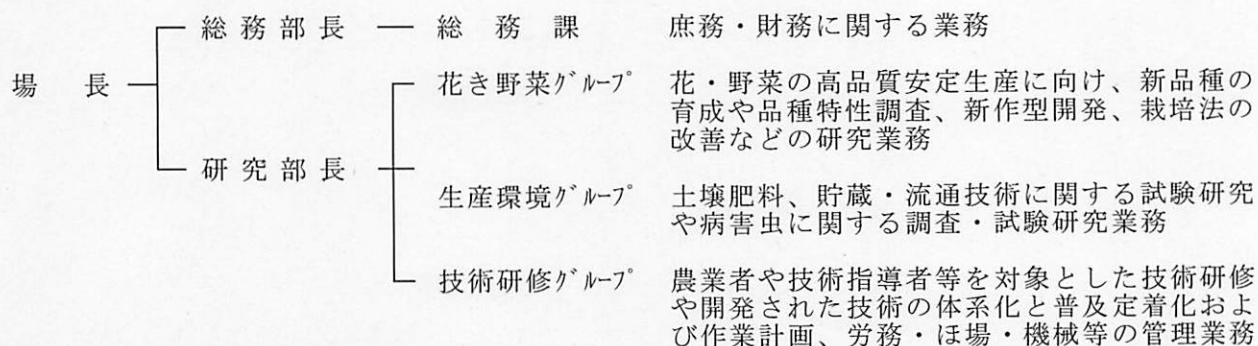 総務部長 総務課 庶務・財務に関する業務
場長
花き野菜グループ 花・野菜の高品質安定生産に向け、新品種の
育成や品種特性調査、新作型開発、栽培法の
改善などの研究業務
研究部長
生産環境グループ 土壌肥料、貯蔵・流通技術に関する試験研究
や病害虫に関する調査・試験研究業務
技術研修グループ 農業者や技術指導者等を対象とした技術研修
や開発された技術の体系化と普及定着化およ
び作業計画、労務・ほ場・機械等の管理業務